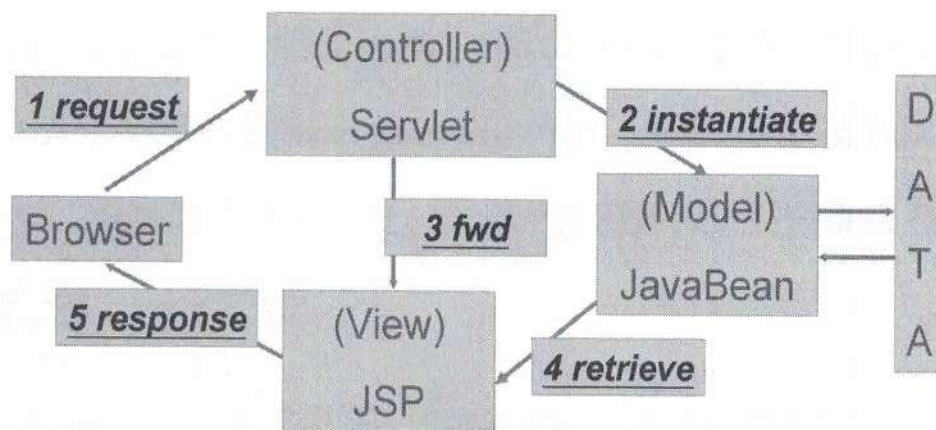 (Controller)
Servlet
1 request
2 instantiate
Browser
3 fwd
(Model)
JavaBean
5 response
(View)
JSP
4 retrieve
D
A
T
A